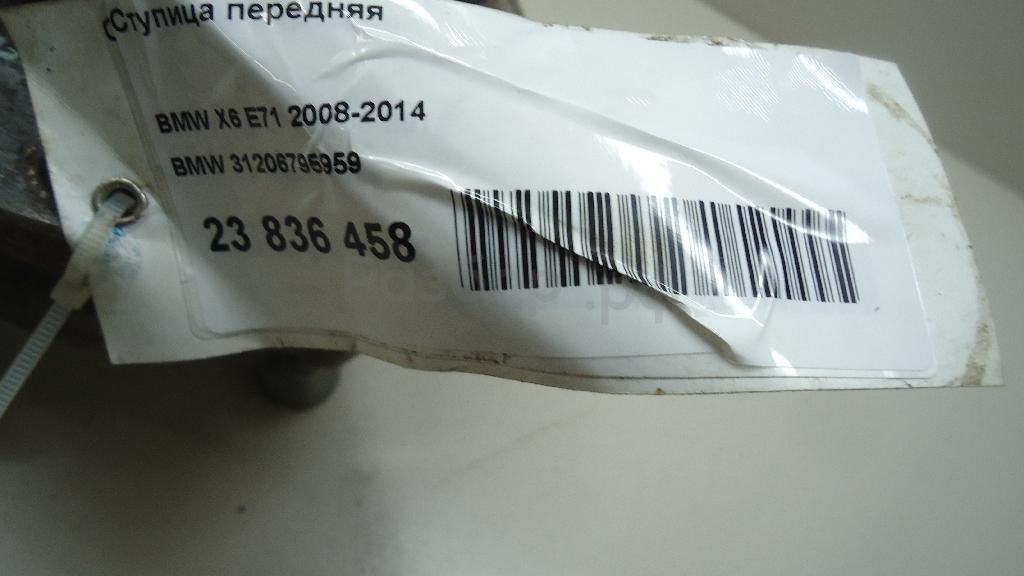 Ступица передняя
BMW X6 E71 2008-2014
BMW 31206795959
23 836 458